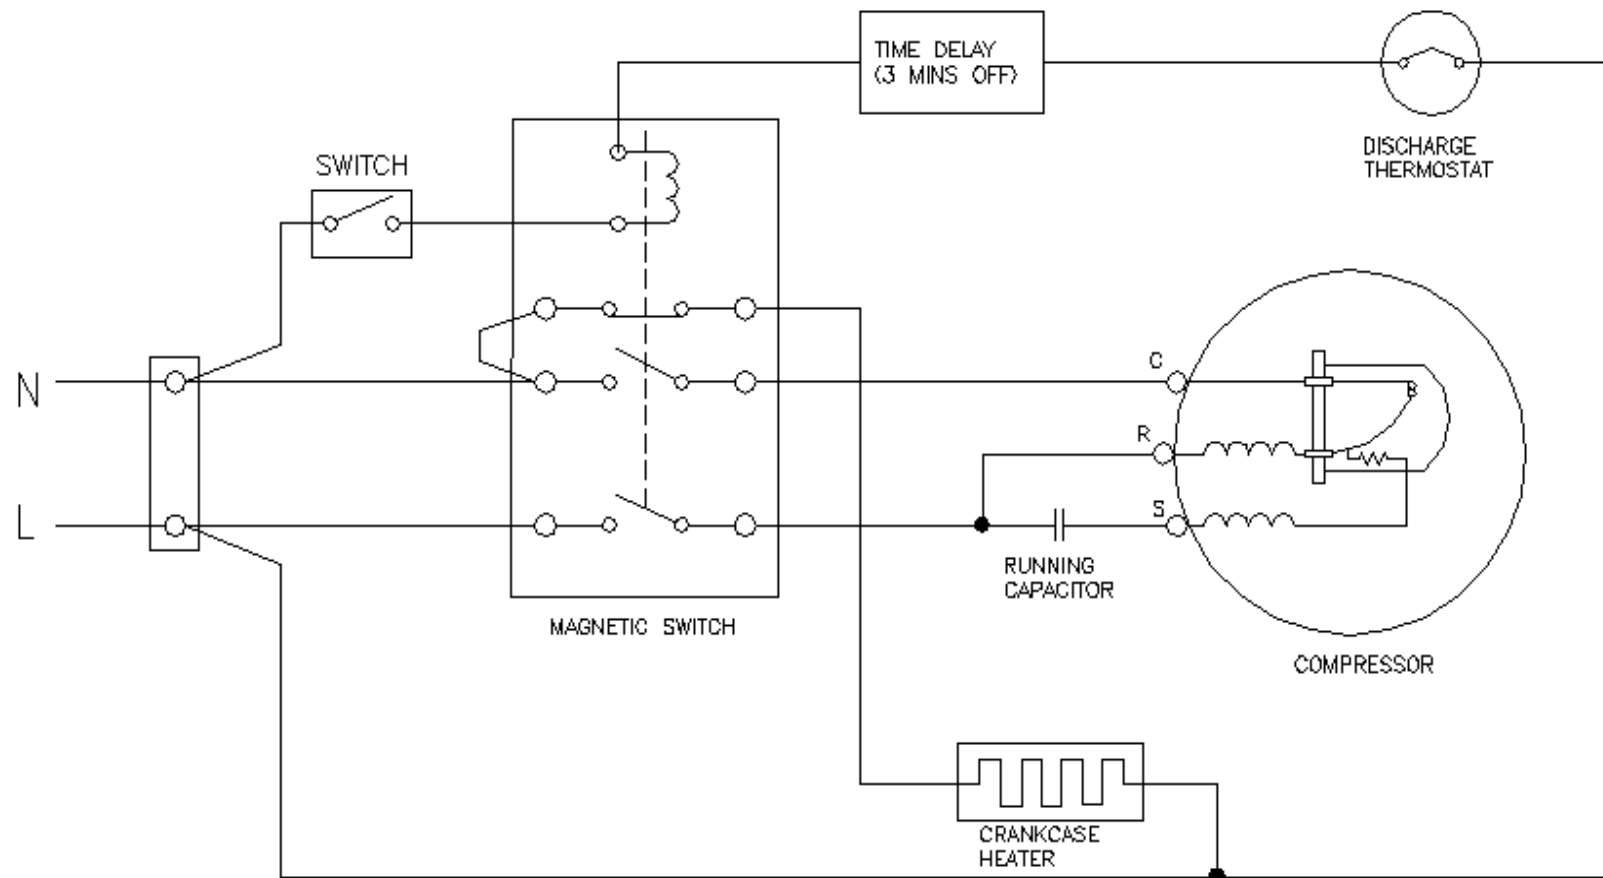 TIME DELAY
(3 MINS OFF)
DISCHARGE
THERMOSTAT
SWITCH
N
L
C
R
S
RUNNING
CAPACITOR
MAGNETIC SWITCH
COMPRESSOR
CRANKCASE
HEATER